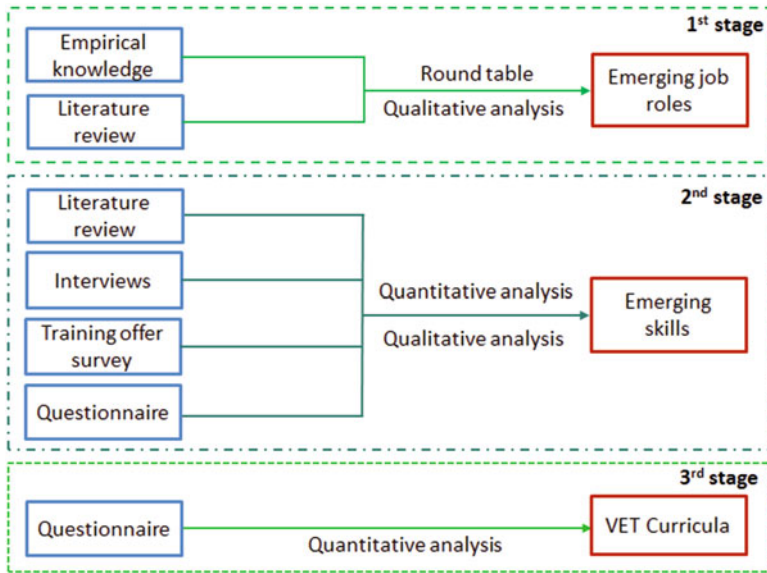 1st stage
Empirical
knowledge
Literature
review
Round table
Qualitative analysis
Emerging job
roles
2nd stage
Literature
review
Interviews
Training offer
survey
Questionnaire
Quantitative analysis
Qualitative analysis
Emerging
skills
3rd stage
Questionnaire
Quantitative analysis
VET Curricula